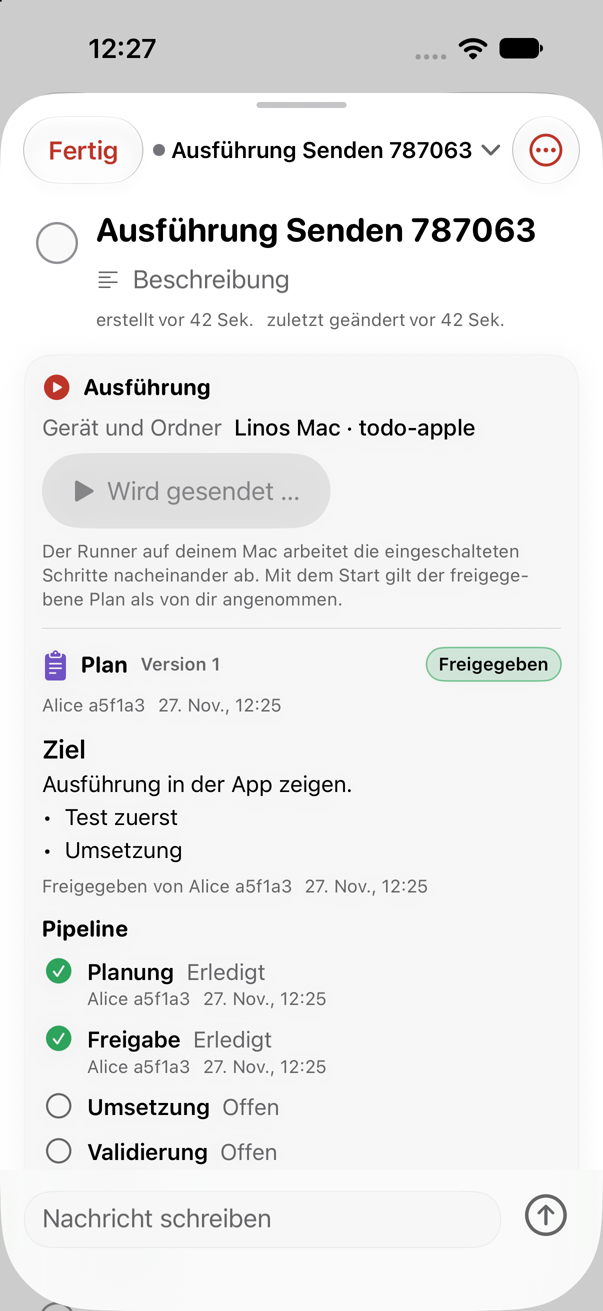 12:27
Fertig
Ausführung Senden 787063
Ausführung Senden 787063
Beschreibung
erstellt vor 42 Sek. zuletzt geändert vor 42 Sek.
Ausführung
Gerät und Ordner Linos Mac · todo-apple
Wird gesendet ...
Der Runner auf deinem Mac arbeitet die eingeschalteten
Schritte nacheinander ab. Mit dem Start gilt der freigege-
bene Plan als von dir angenommen.
Plan Version 1 Freigegeben
Alice a5f1a3 27. Nov., 12:25
Ziel
Ausführung in der App zeigen.
• Test zuerst
• Umsetzung
Freigegeben von Alice a5f1a3 27. Nov., 12:25
Pipeline
Planung Erledigt
Alice a5f1a3 27. Nov., 12:25
Freigabe Erledigt
Alice a5f1a3 27. Nov., 12:25
Umsetzung Offen
Validierung Offen
Nachricht schreiben